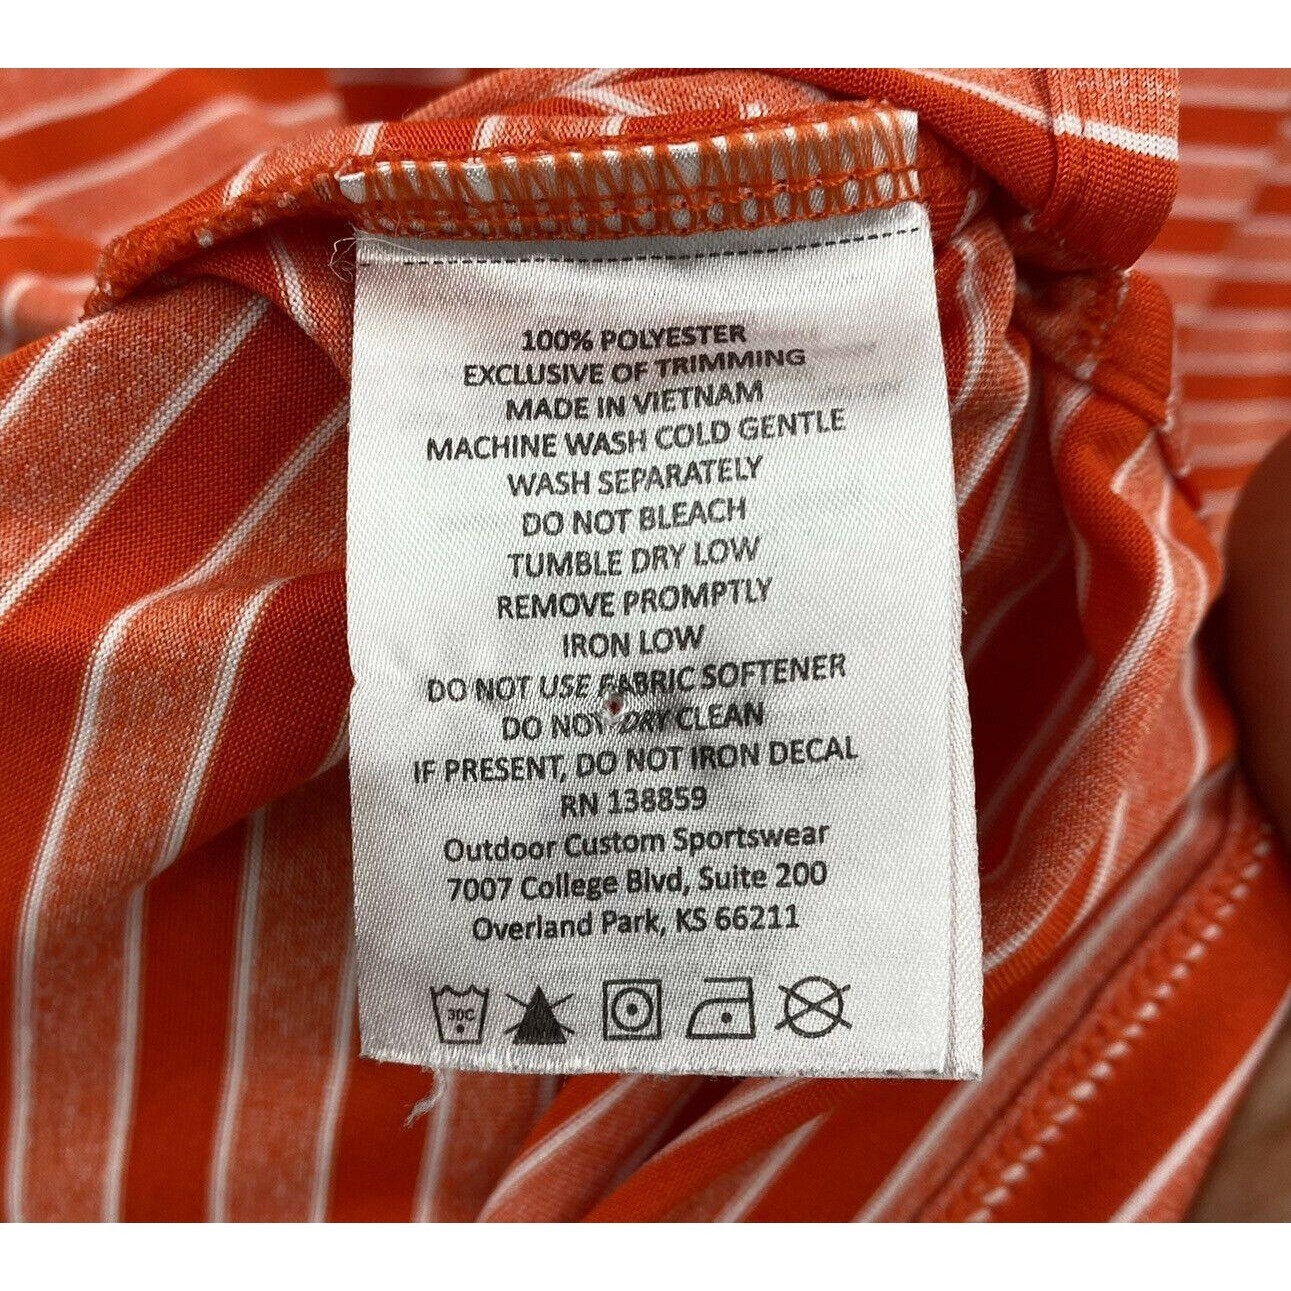 100% POLYESTER
EXCLUSIVE OF TRIMMING
MADE IN VIETNAM
MACHINE WASH COLD GENTLE
WASH SEPARATELY
DO NOT BLEACH
TUMBLE DRY LOW
REMOVE PROMPTLY
IRON LOW
DO NOT USE FABRIC SOFTENER
DO NOT DRY CLEAN
IF PRESENT, DO NOT IRON DECAL
RN 138859
Outdoor Custom Sportswear
7007 College Blvd, Suite 200
Overland Park, KS 66211
30C